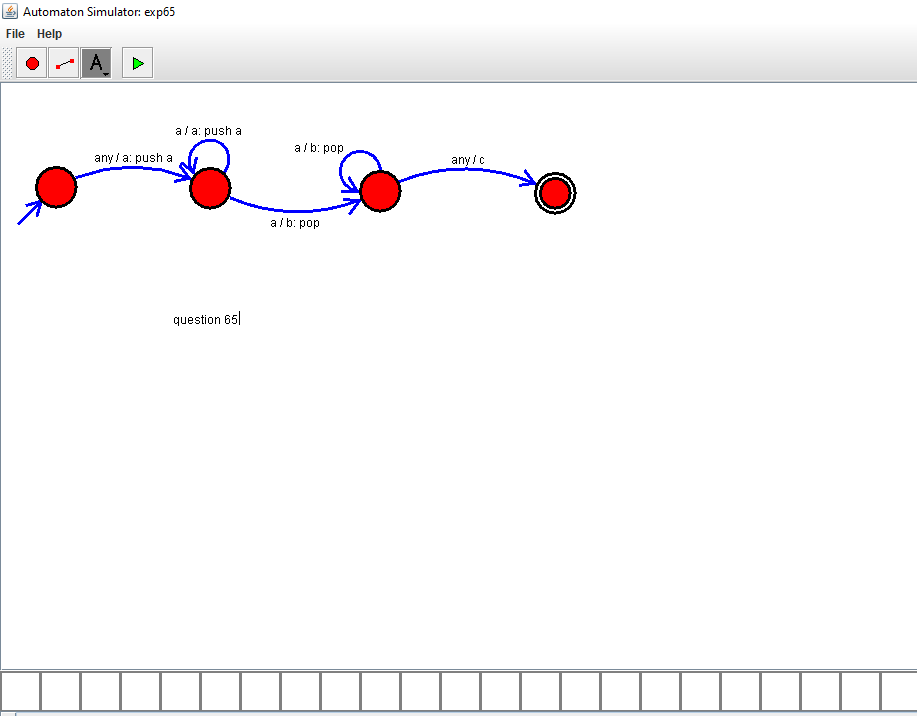 Automaton Simulator: exp65
File Help
A
a / a: push a
a / b: pop
any / a: push a
any / c
a / b: pop
question 65